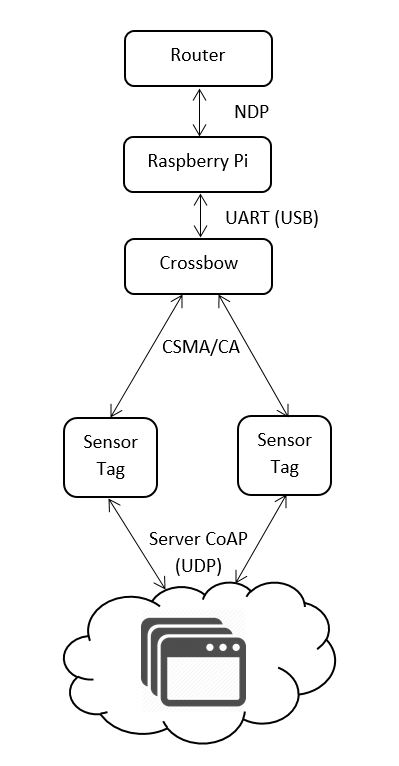 Router
NDP
Raspberry Pi
UART (USB)
Crossbow
CSMA/CA
Sensor
Tag
Sensor
Tag
Server CoAP
(UDP)